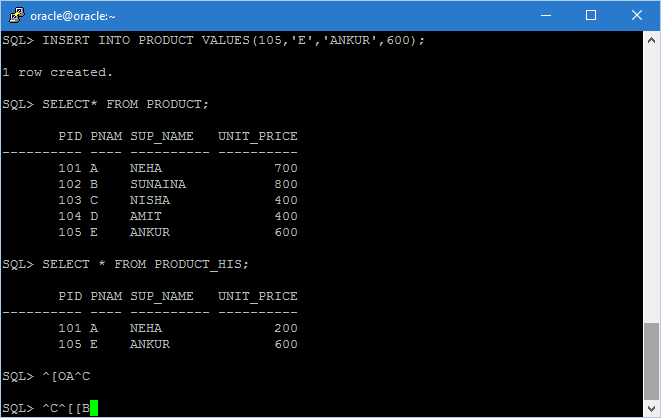 oracle@oracle:~
SQL> INSERT INTO PRODUCT VALUES(105,'E','ANKUR',600);
1 row created.
SQL> SELECT* FROM PRODUCT;
PID PNAM SUP_NAME UNIT_PRICE
---------- ---- ---------- ----------
101 A NEHA 700
102 B SUNAINA 800
103 C NISHA 400
104 D AMIT 400
105 E ANKUR 600
SQL> SELECT * FROM PRODUCT_HIS;
PID PNAM SUP_NAME UNIT_PRICE
---------- ---- ---------- ----------
101 A NEHA 200
105 E ANKUR 600
SQL> ^[OA^C
SQL> ^C^[[B